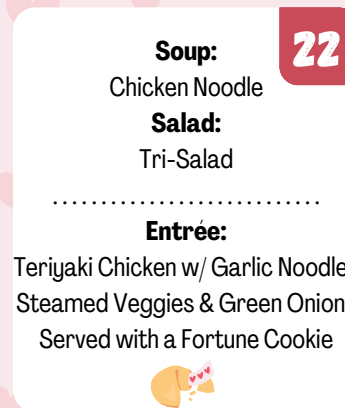 22
Soup:
Chicken Noodle
Salad:
Tri-Salad
Entrée:
Teriyaki Chicken w/ Garlic Noodle
Steamed Veggies & Green Onion
Served with a Fortune Cookie